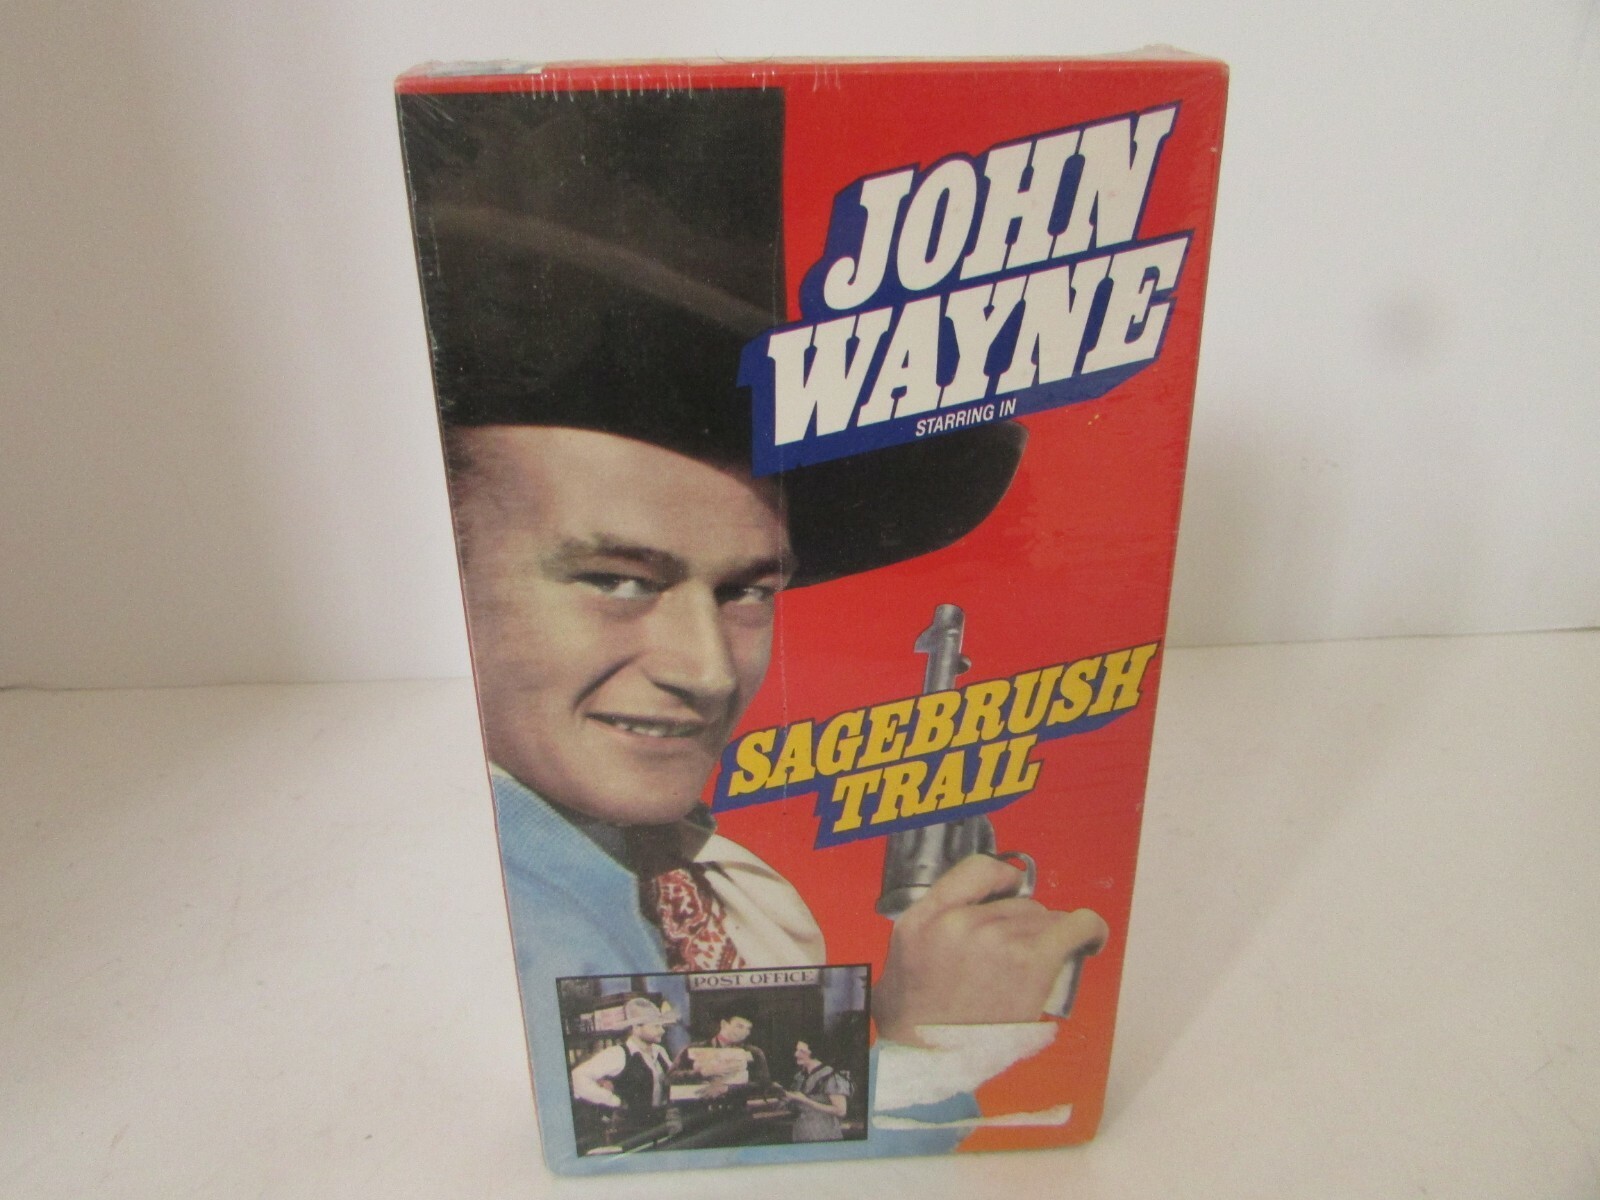 JOHN
WAYNE
STARRING IN
SAGEBRUSH
TRAIL
POST OFFICE